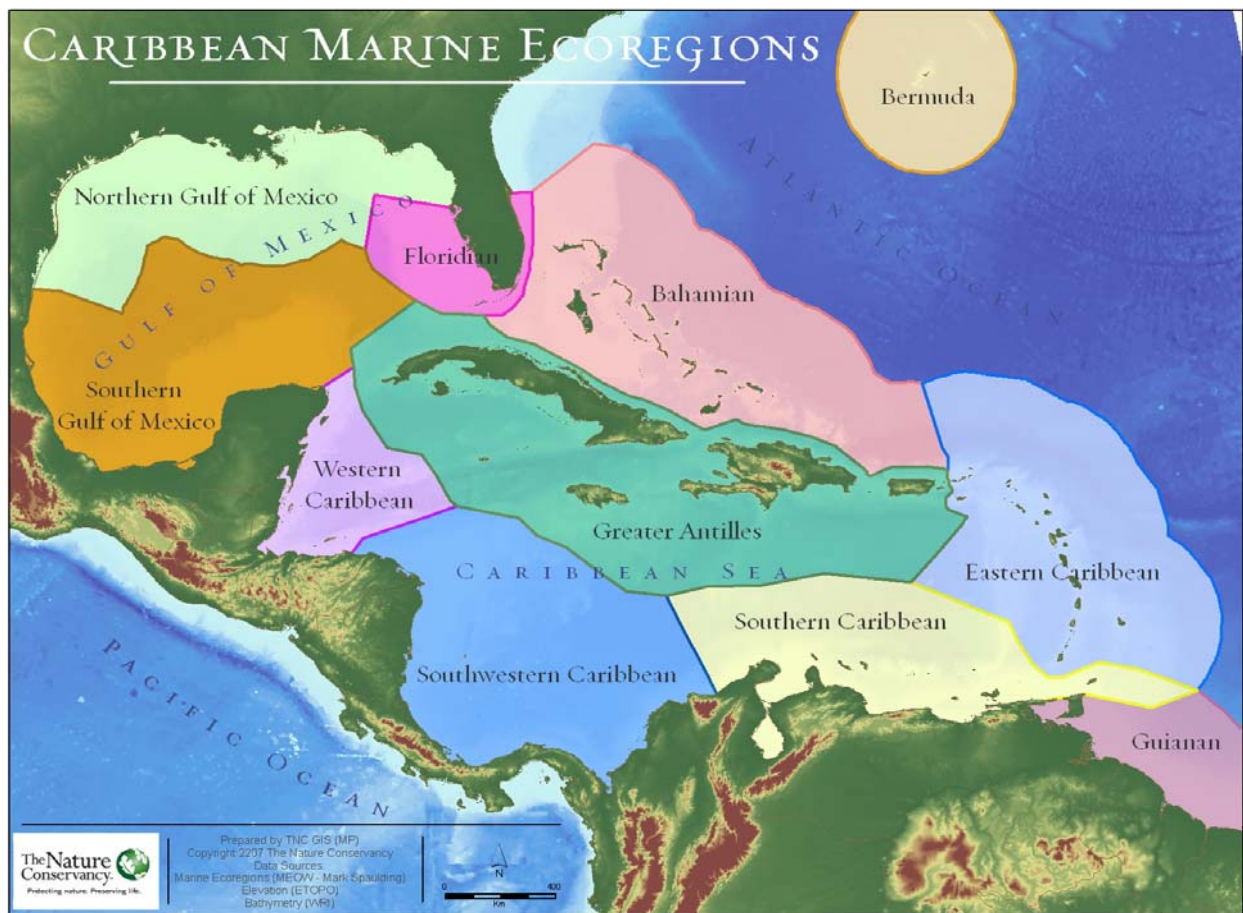 CARIBBEAN MARINE ECOREGIONS
Bermuda
ATLANTIC OCEAN
Northern Gulf of Mexico
GULF OF MEXICO
Floridian
Bahamian
Southern
Gulf of Mexico
Western
Caribbean
Greater Antilles
CARIBBEAN SEA
Eastern Caribbean
Southern Caribbean
Southwestern Caribbean
Guianan
PACIFIC OCEAN
The Nature
Conservancy
Protecting nature. Preserving life.
Prepared by TNC GIS (MP)
Copyright 2207 The Nature Conservancy
Data Sources:
Marine Ecoregions (MEOW - Mark Spaulding)
Elevation (ETOPO)
Bathymetry (WRI)
N
0 400
Km